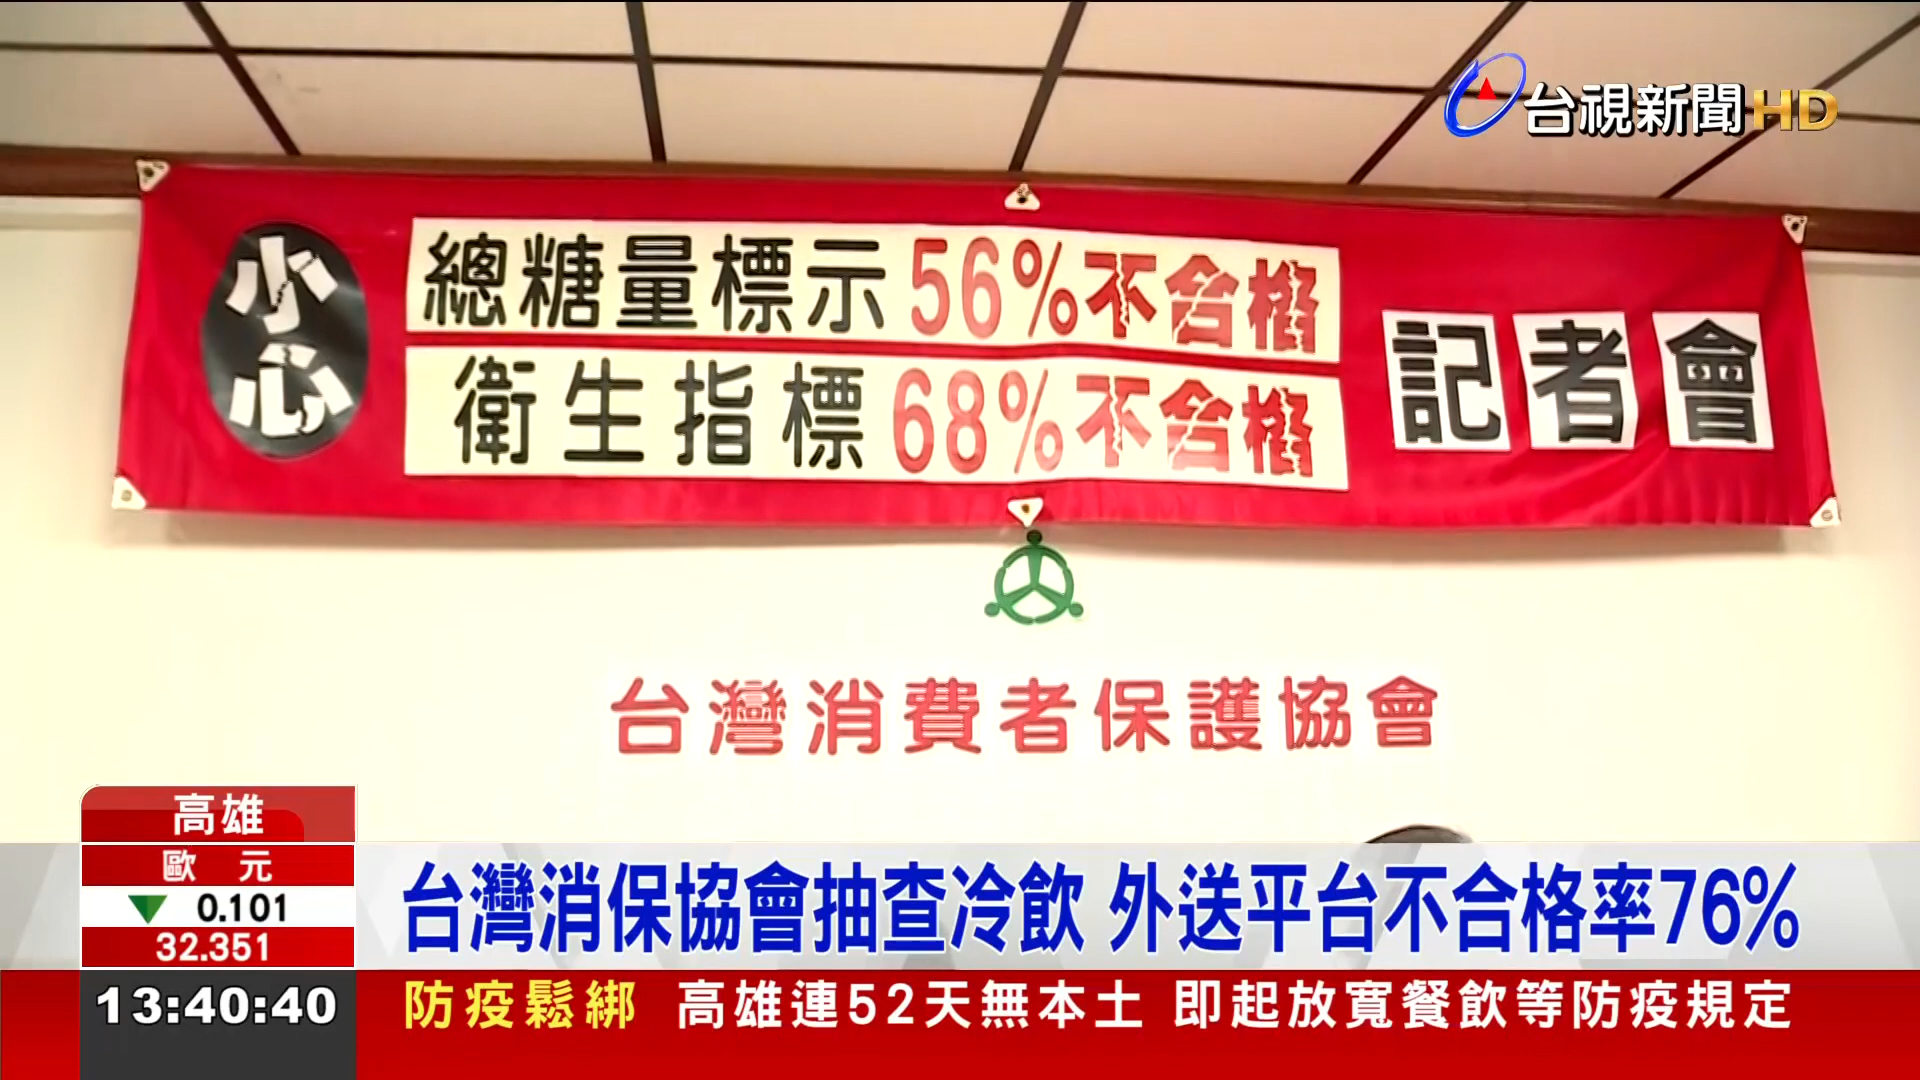 台視新聞HD
小心
總糖量標示56%不合格
衛生指標68%不合格
記者會
台灣消費者保護協會
高雄
歐元
▼ 0.101
32.351
13:40:40
台灣消保協會抽查冷飲 外送平台不合格率76%
防疫鬆綁 高雄連52天無本土 即起放寬餐飲等防疫規定